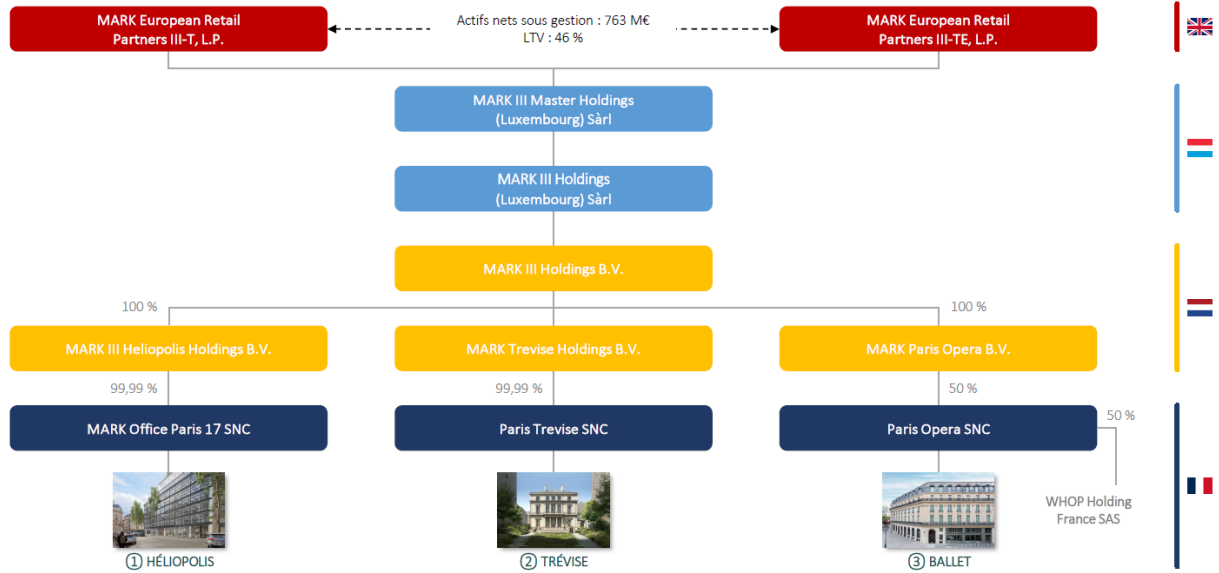 MARK European Retail
Partners III-T, L.P.
Actifs nets sous gestion : 763 M€
LTV : 46 %
MARK European Retail
Partners III-TE, L.P.
MARK III Master Holdings
(Luxembourg) Sàrl
MARK III Holdings
(Luxembourg) Sàrl
MARK III Holdings B.V.
100 %
100 %
MARK III Heliopolis Holdings B.V.
MARK Trevise Holdings B.V.
MARK Paris Opera B.V.
99,99 %
99,99 %
50 %
MARK Office Paris 17 SNC
Paris Trevise SNC
Paris Opera SNC
50 %
WHOP Holding
France SAS
1 HÉLIOPOLIS
2 TRÉVISE
3 BALLET